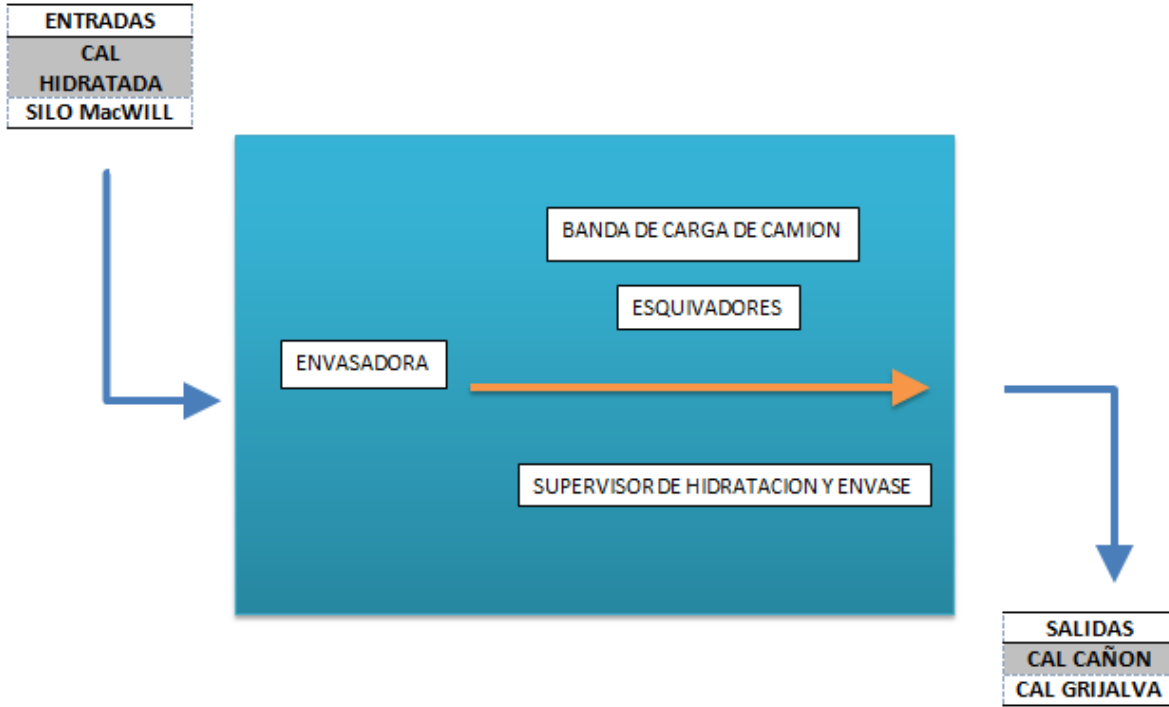 ENTRADAS
CAL
HIDRATADA
SILO MacWILL
BANDA DE CARGA DE CAMION
ESQUIVADORES
ENVASADORA
SUPERVISOR DE HIDRATACION Y ENVASE
SALIDAS
CAL CAÑON
CAL GRIJALVA